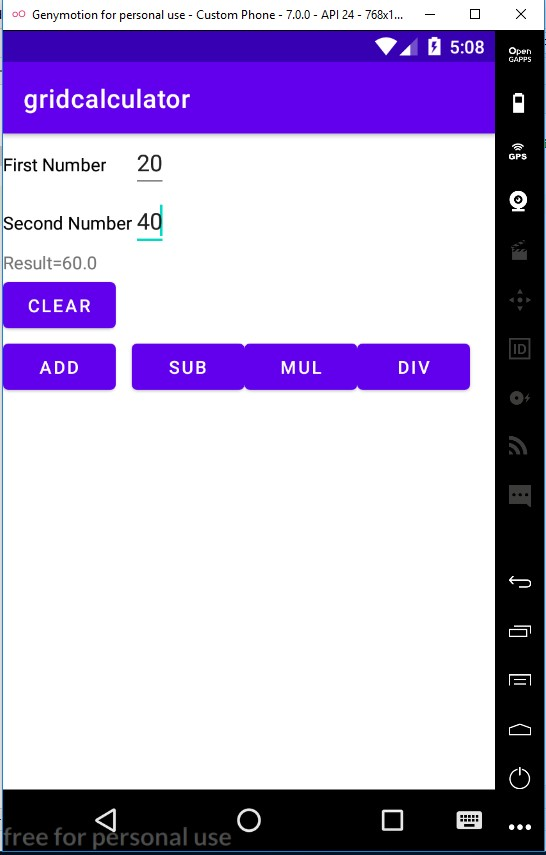 Genymotion for personal use - Custom Phone - 7.0.0 - API 24 - 768x1...
5:08
Open
GAPPS
gridcalculator
GPS
First Number 20
Second Number 40
Result=60.0
CLEAR
ID
ADD SUB MUL DIV
free for personal use